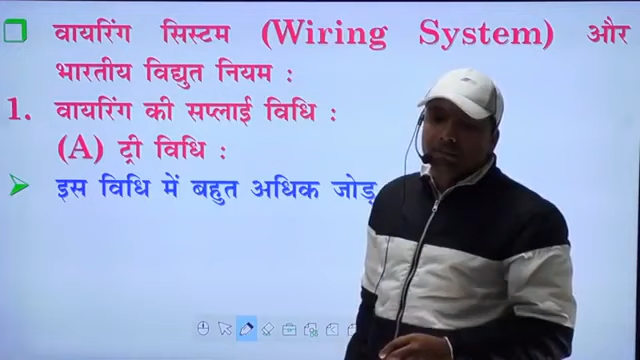 वायरिंग सिस्टम (Wiring System) और
भारतीय विद्युत नियम :
1. वायरिंग की सप्लाई विधि :
(A) ट्री विधि :
इस विधि में बहुत अधिक जोड़